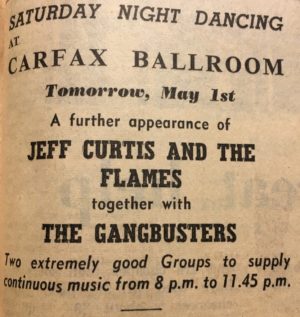 SATURDAY NIGHT DANCING
AT
CARFAX BALLROOM
Tomorrow, May 1st
A further appearance of
JEFF CURTIS AND THE
FLAMES
together with
THE GANGBUSTERS
Two extremely good Groups to supply
continuous music from 8 p.m. to 11.45 p.m.